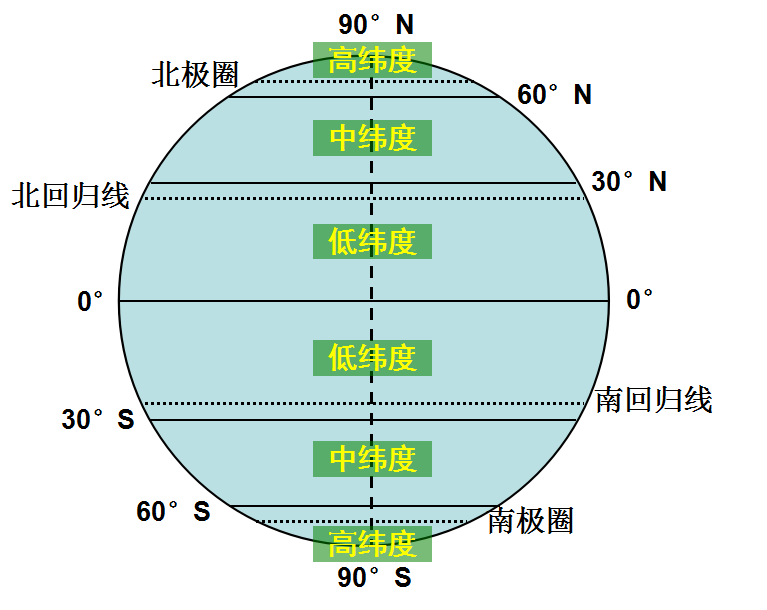 90° N
高纬度
北极圈
60° N
中纬度
30° N
北回归线
低纬度
0°
0°
低纬度
南回归线
30° S
中纬度
60° S
南极圈
高纬度
90° S